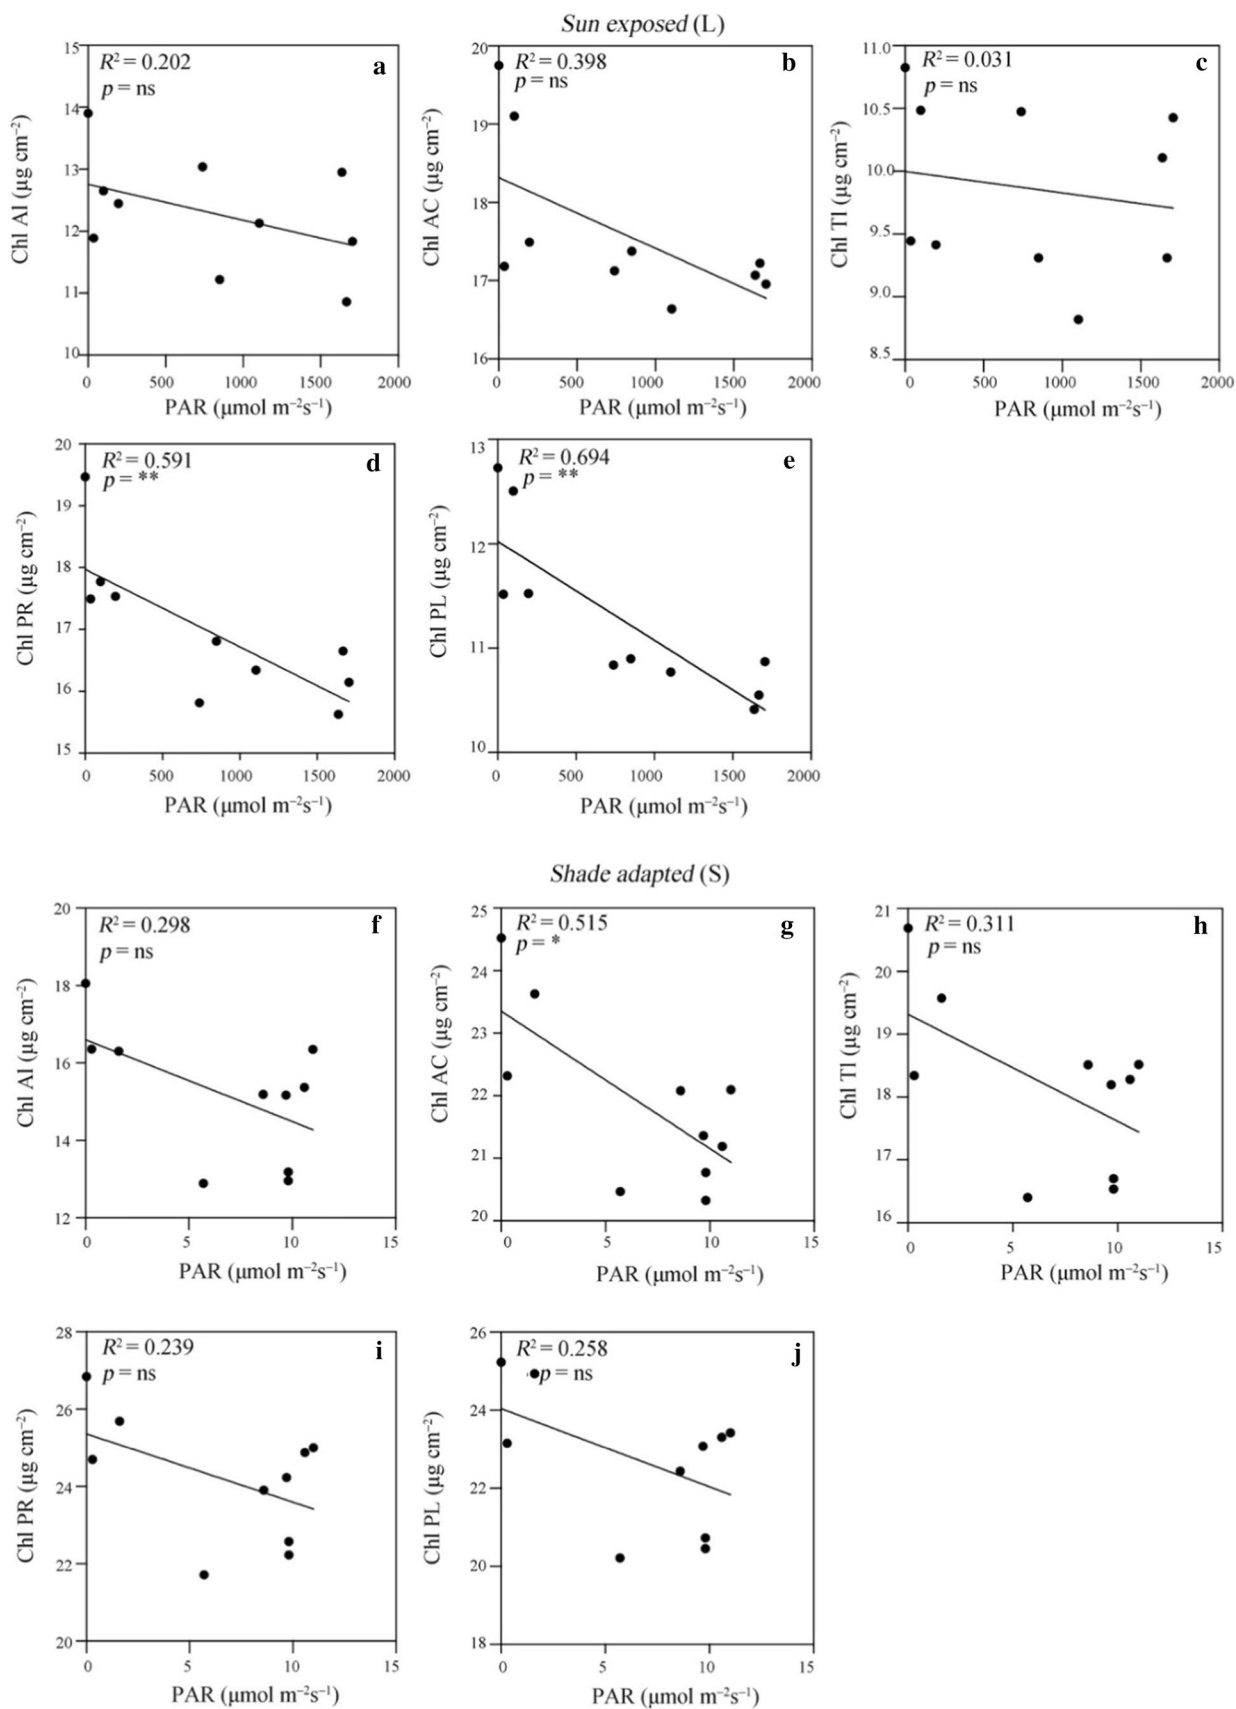 Sun exposed (L)
R² = 0.202
p = ns
a
15
14
13
12
11
10
0 500 1000 1500 2000
Chl AI (μg cm⁻²)
PAR (μmol m⁻²s⁻¹)
R² = 0.398
p = ns
b
20
19
18
17
16
0 500 1000 1500 2000
Chl AC (μg cm⁻²)
PAR (μmol m⁻²s⁻¹)
R² = 0.031
p = ns
c
11.0
10.5
10.0
9.5
9.0
8.5
0 500 1000 1500 2000
Chl TI (μg cm⁻²)
PAR (μmol m⁻²s⁻¹)
R² = 0.591
p = **
d
20
19
18
17
16
15
0 500 1000 1500 2000
Chl PR (μg cm⁻²)
PAR (μmol m⁻²s⁻¹)
R² = 0.694
p = **
e
13
12
11
10
0 500 1000 1500 2000
Chl PL (μg cm⁻²)
PAR (μmol m⁻²s⁻¹)
Shade adapted (S)
R² = 0.298
p = ns
f
20
18
16
14
12
0 5 10 15
Chl AI (μg cm⁻²)
PAR (μmol m⁻²s⁻¹)
R² = 0.515
p = *
g
25
24
23
22
21
20
0 5 10 15
Chl AC (μg cm⁻²)
PAR (μmol m⁻²s⁻¹)
R² = 0.311
p = ns
h
21
20
19
18
17
16
0 5 10 15
Chl TI (μg cm⁻²)
PAR (μmol m⁻²s⁻¹)
R² = 0.239
p = ns
i
28
26
24
22
20
0 5 10 15
Chl PR (μg cm⁻²)
PAR (μmol m⁻²s⁻¹)
R² = 0.258
p = ns
j
26
24
22
20
18
0 5 10 15
Chl PL (μg cm⁻²)
PAR (μmol m⁻²s⁻¹)